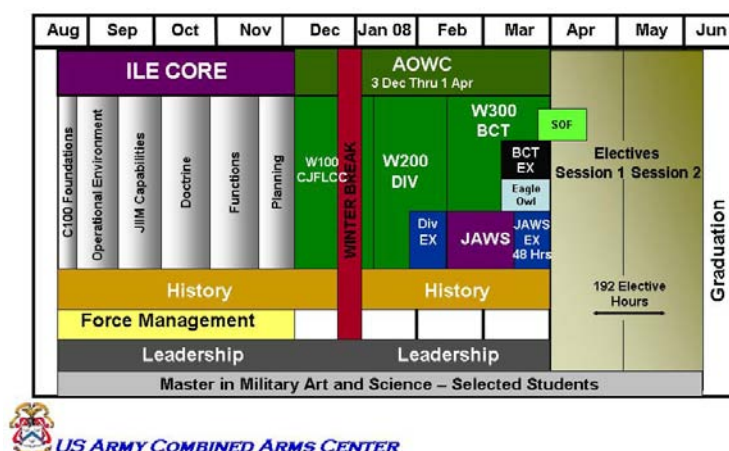 Aug Sep Oct Nov Dec Jan 08 Feb Mar Apr May Jun
ILE CORE
AOWC
3 Dec Thru 1 Apr
C100 Foundations
Operational Environment
JIIM Capabilities
Doctrine
Functions
Planning
W100
CJFLCC
WINTER BREAK
W200
DIV
W300
BCT
SOF
BCT
EX
Eagle
Owl
Div
EX
JAWS
JAWS
EX
48 Hrs
Electives
Session 1 Session 2
192 Elective
Hours
Graduation
History
History
Force Management
Leadership
Leadership
Master in Military Art and Science – Selected Students
US ARMY COMBINED ARMS CENTER